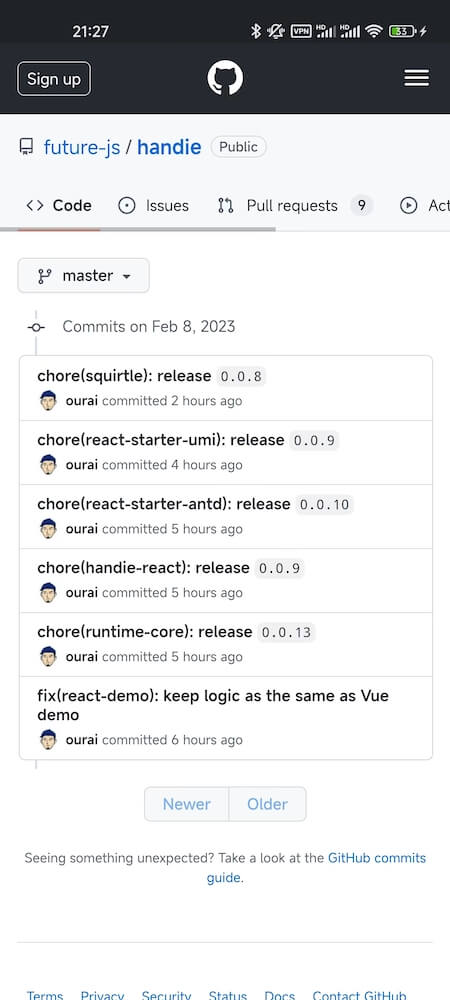 21:27
VPN HD HD 33
Sign up
future-js / handie Public
Code Issues Pull requests 9 Act
master
Commits on Feb 8, 2023
chore(squirtle): release 0.0.8
ourai committed 2 hours ago
chore(react-starter-umi): release 0.0.9
ourai committed 4 hours ago
chore(react-starter-antd): release 0.0.10
ourai committed 5 hours ago
chore(handie-react): release 0.0.9
ourai committed 5 hours ago
chore(runtime-core): release 0.0.13
ourai committed 5 hours ago
fix(react-demo): keep logic as the same as Vue
demo
ourai committed 6 hours ago
Newer Older
Seeing something unexpected? Take a look at the GitHub commits
guide.
Terms Privacy Security Status Docs Contact GitHub